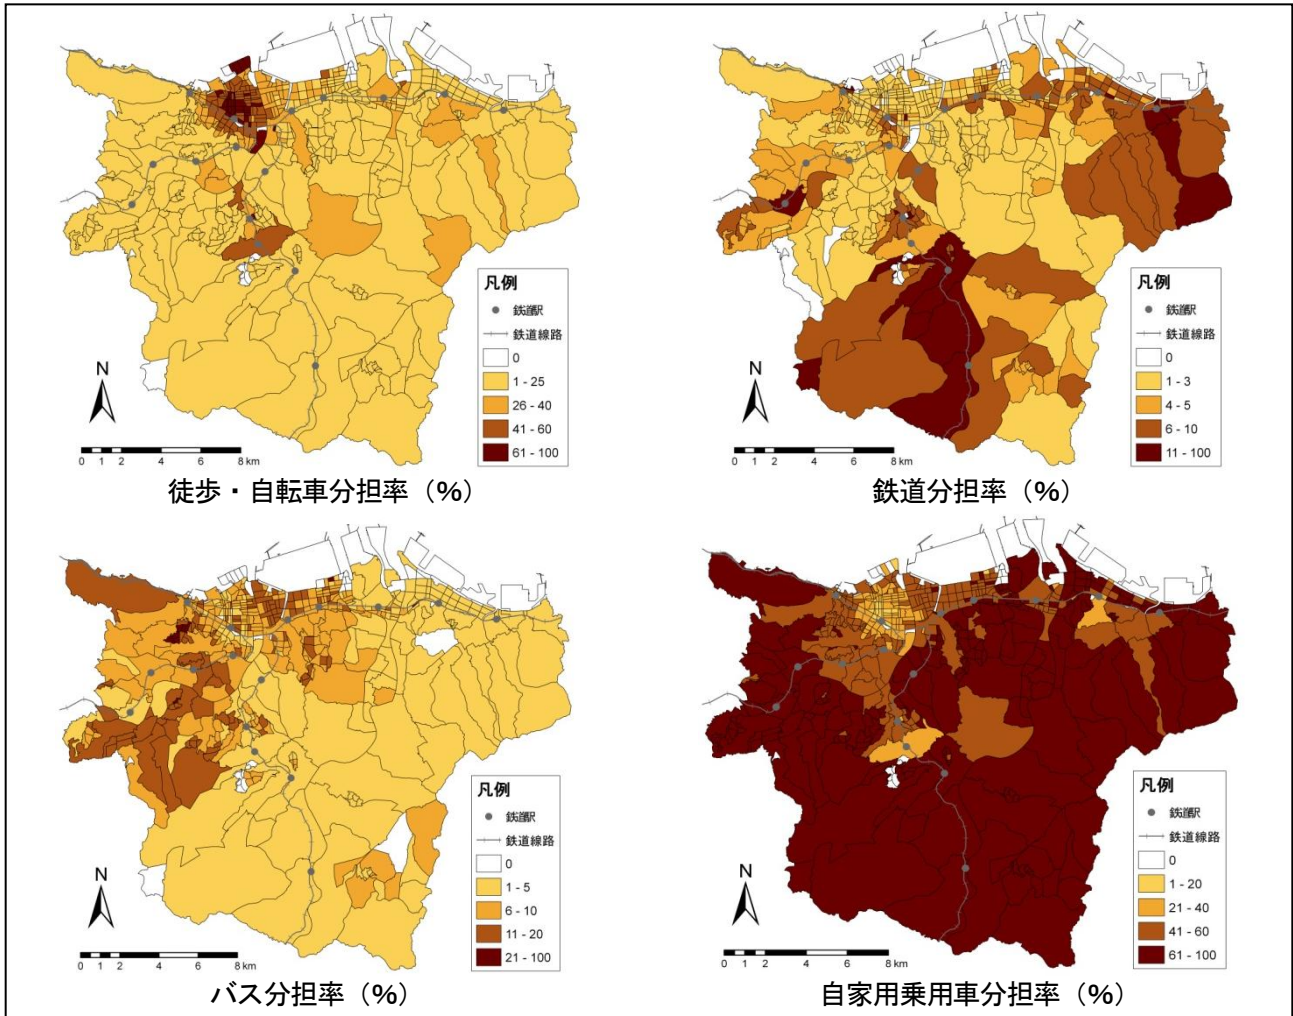 凡例
鉄道駅
鉄道線路
0
1 - 25
26 - 40
41 - 60
61 - 100
N
0 1 2 4 6 8 km
徒歩・自転車分担率（%）
凡例
鉄道駅
鉄道線路
0
1 - 3
4 - 5
6 - 10
11 - 100
N
0 1 2 4 6 8 km
鉄道分担率（%）
凡例
鉄道駅
鉄道線路
0
1 - 5
6 - 10
11 - 20
21 - 100
N
0 1 2 4 6 8 km
バス分担率（%）
凡例
鉄道駅
鉄道線路
0
1 - 20
21 - 40
41 - 60
61 - 100
N
0 1 2 4 6 8 km
自家用乗用車分担率（%）